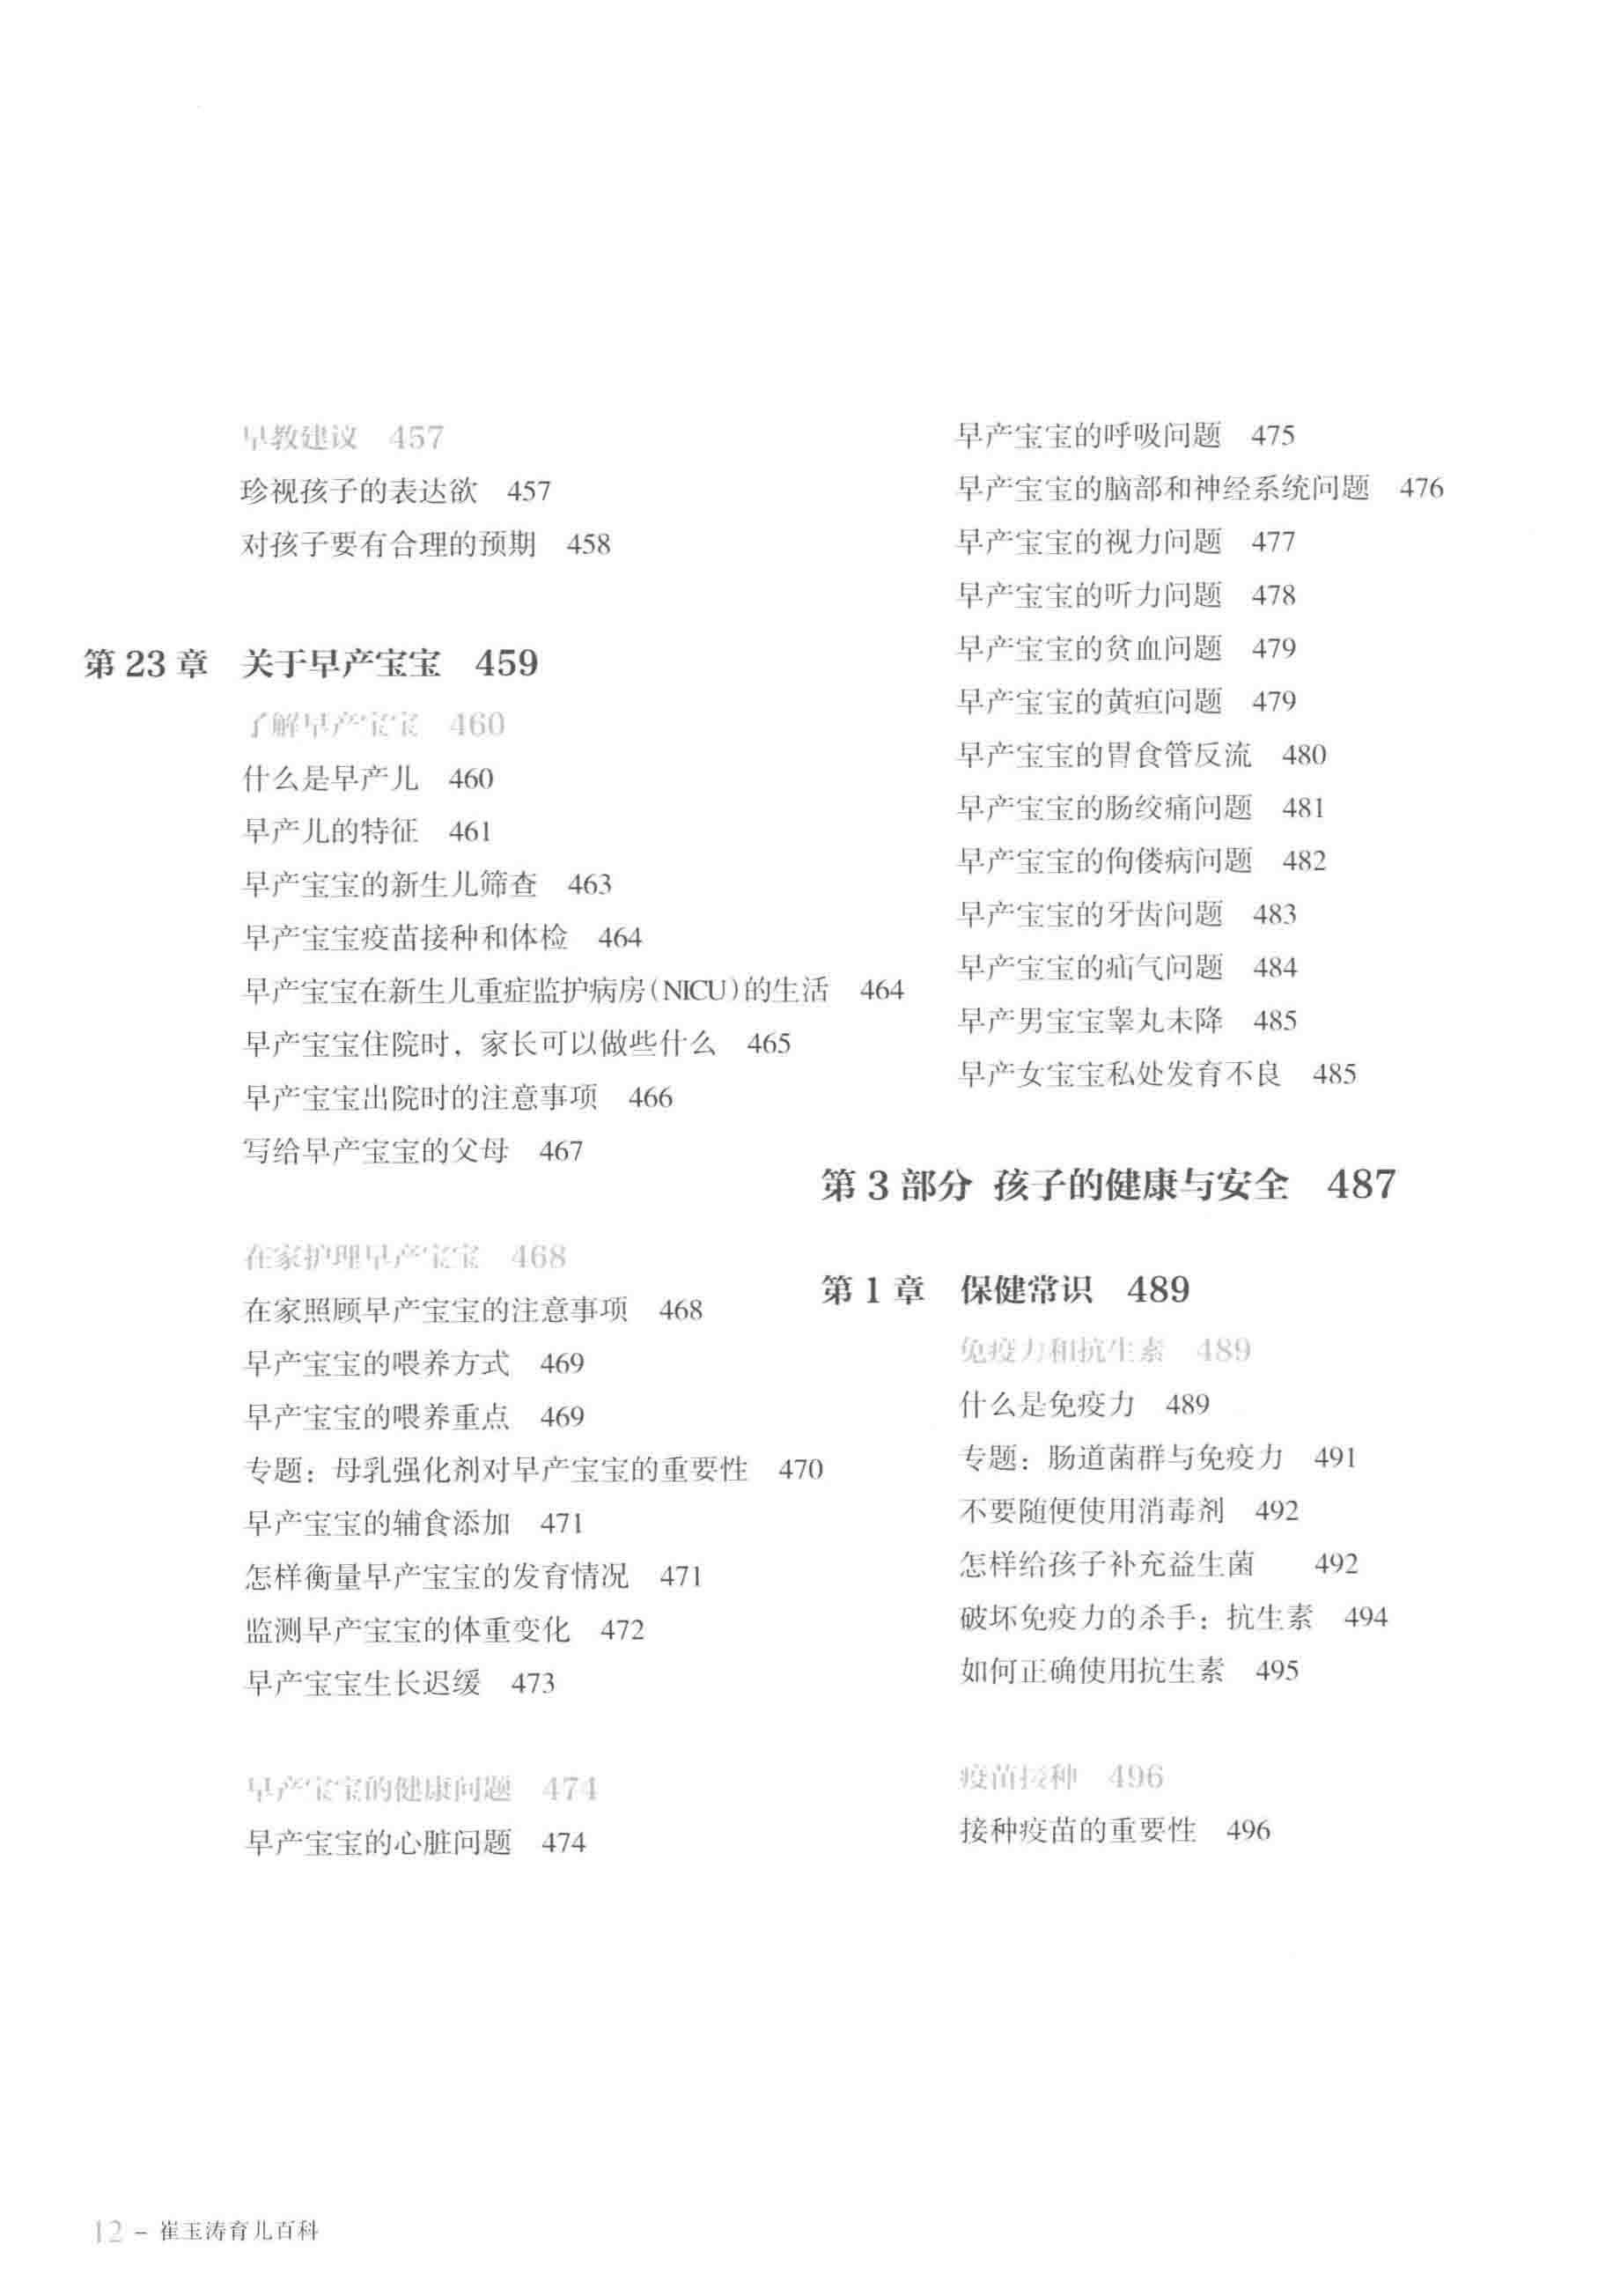 早教建议 457
珍视孩子的表达欲 457
对孩子要有合理的预期 458
第 23 章 关于早产宝宝 459
了解早产宝宝 460
什么是早产儿 460
早产儿的特征 461
早产宝宝的新生儿筛查 463
早产宝宝疫苗接种和体检 464
早产宝宝在新生儿重症监护病房(NICU)的生活 464
早产宝宝住院时，家长可以做些什么 465
早产宝宝出院时的注意事项 466
写给早产宝宝的父母 467
在家护理早产宝宝 468
在家照顾早产宝宝的注意事项 468
早产宝宝的喂养方式 469
早产宝宝的喂养重点 469
专题：母乳强化剂对早产宝宝的重要性 470
早产宝宝的辅食添加 471
怎样衡量早产宝宝的发育情况 471
监测早产宝宝的体重变化 472
早产宝宝生长迟缓 473
早产宝宝的健康问题 474
早产宝宝的心脏问题 474
早产宝宝的呼吸问题 475
早产宝宝的脑部和神经系统问题 476
早产宝宝的视力问题 477
早产宝宝的听力问题 478
早产宝宝的贫血问题 479
早产宝宝的黄疸问题 479
早产宝宝的胃食管反流 480
早产宝宝的肠绞痛问题 481
早产宝宝的佝偻病问题 482
早产宝宝的牙齿问题 483
早产宝宝的疝气问题 484
早产男宝宝睾丸未降 485
早产女宝宝私处发育不良 485
第 3 部分 孩子的健康与安全 487
第 1 章 保健常识 489
免疫力和抗生素 489
什么是免疫力 489
专题：肠道菌群与免疫力 491
不要随便使用消毒剂 492
怎样给孩子补充益生菌 492
破坏免疫力的杀手：抗生素 494
如何正确使用抗生素 495
疫苗接种 496
接种疫苗的重要性 496
12 – 崔玉涛育儿百科